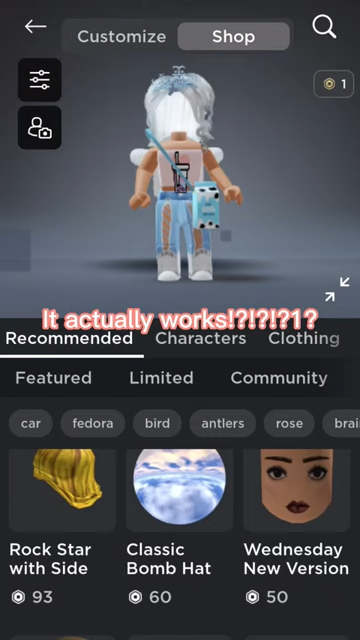 Customize
Shop
1
It actually works!?!?!?1?
Recommended
Characters
Clothing
Featured
Limited
Community
car
fedora
bird
antlers
rose
brai
Rock Star
with Side
Classic
Bomb Hat
Wednesday
New Version
93
60
50